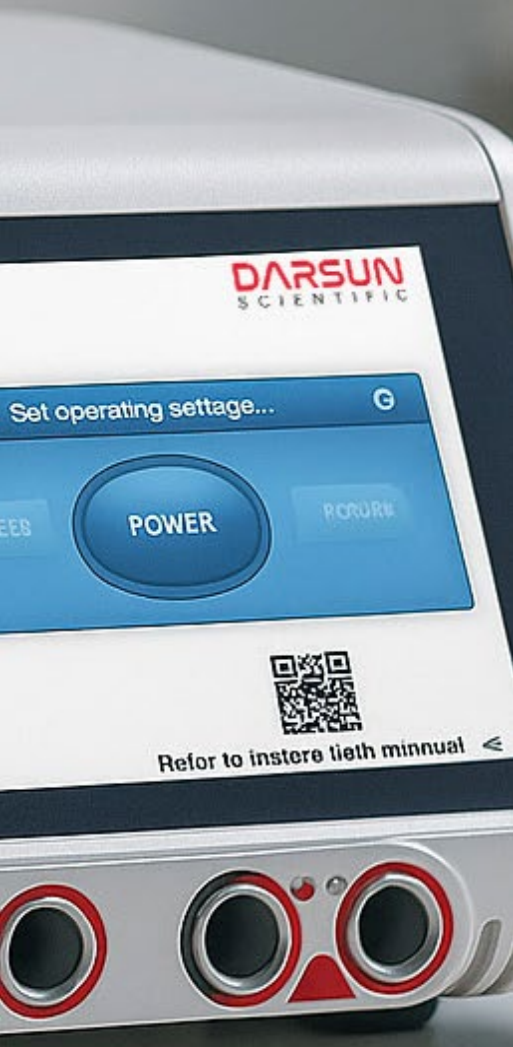 DARSUN
SCIENTIFIC
Set operating settage...
POWER
Refor to instere tieth minnual